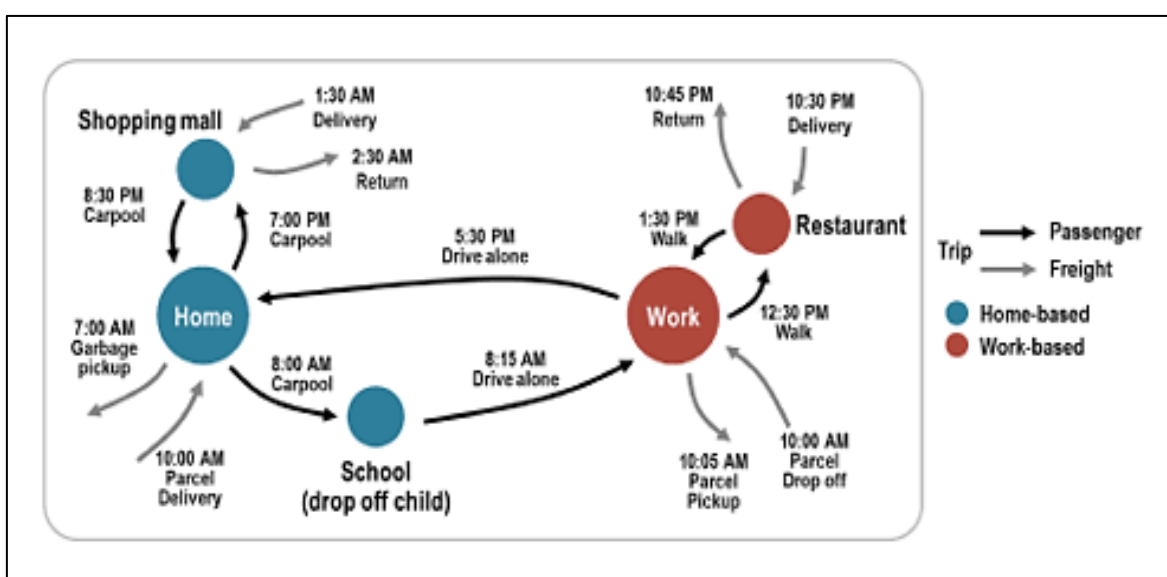 Shopping mall
1:30 AM
Delivery
2:30 AM
Return
8:30 PM
Carpool
7:00 PM
Carpool
5:30 PM
Drive alone
Home
7:00 AM
Garbage
pickup
8:00 AM
Carpool
10:00 AM
Parcel
Delivery
School
(drop off child)
8:15 AM
Drive alone
10:45 PM
Return
10:30 PM
Delivery
1:30 PM
Walk
Restaurant
Work
12:30 PM
Walk
10:05 AM
Parcel
Pickup
10:00 AM
Parcel
Drop off
Trip
Passenger
Freight
Home-based
Work-based